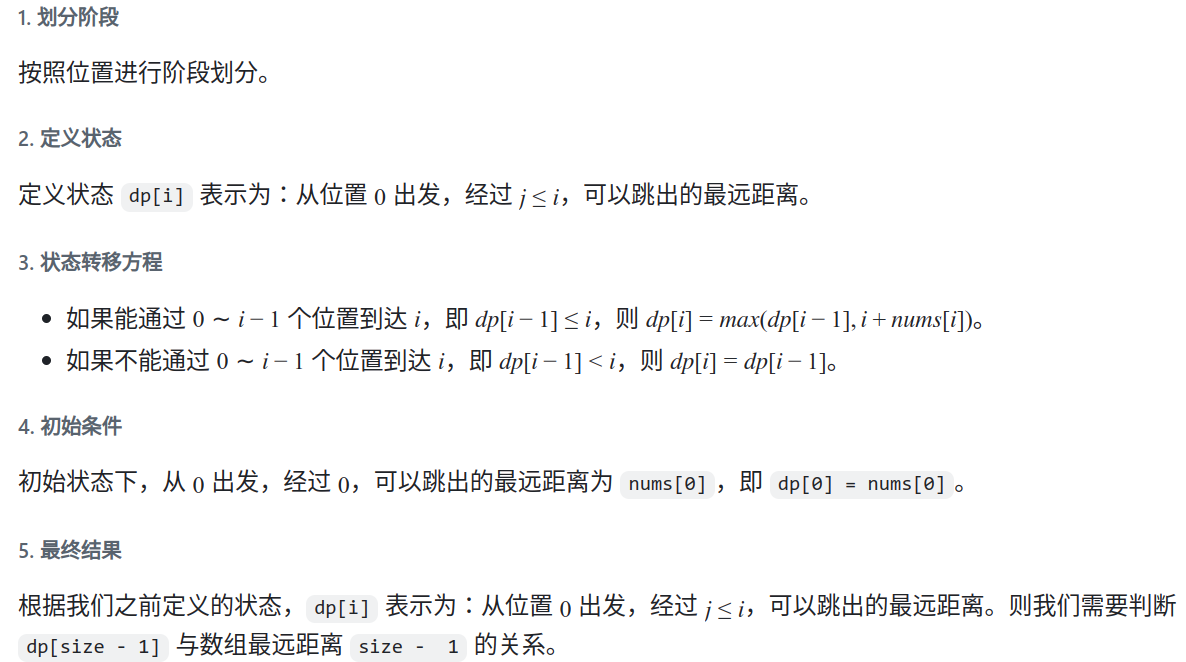 1. 划分阶段
按照位置进行阶段划分。
2. 定义状态
定义状态 dp[i] 表示为：从位置 0 出发，经过 j ≤ i，可以跳出的最远距离。
3. 状态转移方程
• 如果能通过 0 ∼ i − 1 个位置到达 i，即 dp[i − 1] ≤ i，则 dp[i] = max(dp[i − 1], i + nums[i])。
• 如果不能通过 0 ∼ i − 1 个位置到达 i，即 dp[i − 1] < i，则 dp[i] = dp[i − 1]。
4. 初始条件
初始状态下，从 0 出发，经过 0，可以跳出的最远距离为 nums[0]，即 dp[0] = nums[0]。
5. 最终结果
根据我们之前定义的状态，dp[i] 表示为：从位置 0 出发，经过 j ≤ i，可以跳出的最远距离。则我们需要判断
dp[size - 1] 与数组最远距离 size - 1 的关系。